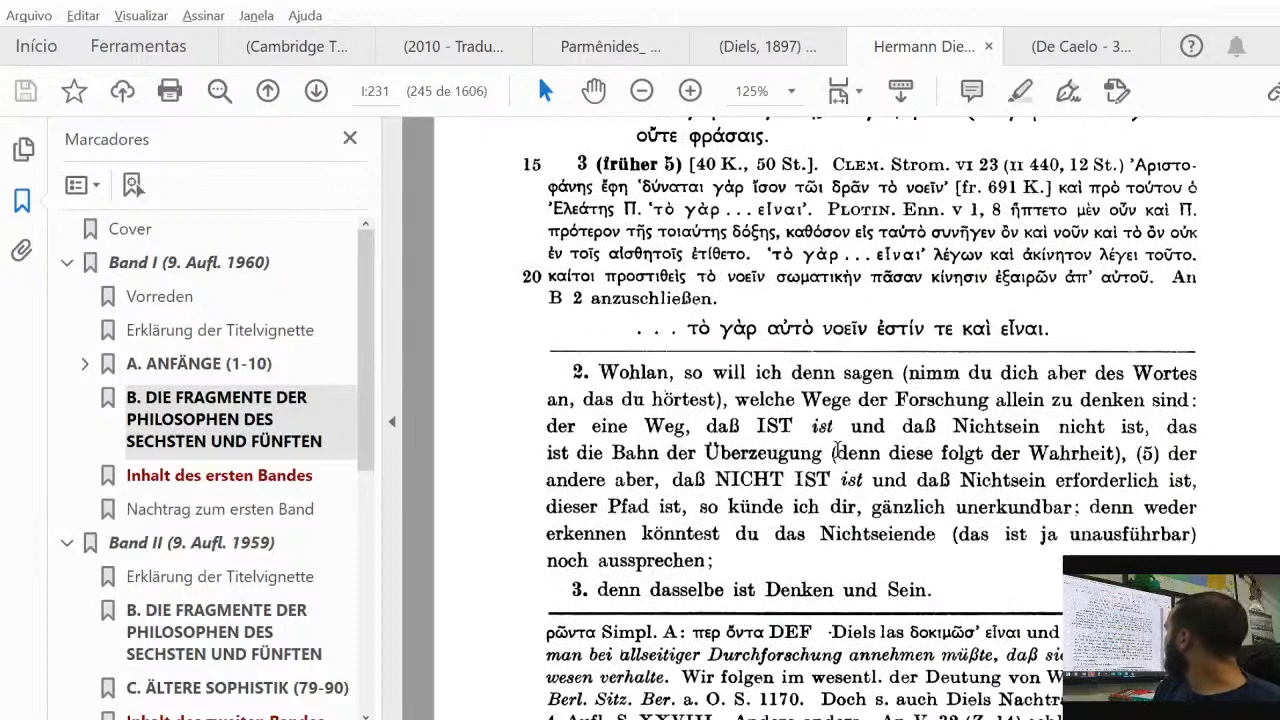 Arquivo Editar Visualizar Assinar Janela Ajuda
Início Ferramentas (Cambridge T... (2010 - Tradu... Parmênides_ ... (Diels, 1897) ... Hermann Die... × (De Caelo - 3...
I:231 (245 de 1606) 125%
Marcadores
Cover
Band I (9. Aufl. 1960)
Vorreden
Erklärung der Titelvignette
A. ANFÄNGE (1-10)
B. DIE FRAGMENTE DER
PHILOSOPHEN DES
SECHSTEN UND FÜNFTEN
Inhalt des ersten Bandes
Nachtrag zum ersten Band
Band II (9. Aufl. 1959)
Erklärung der Titelvignette
B. DIE FRAGMENTE DER
PHILOSOPHEN DES
SECHSTEN UND FÜNFTEN
C. ÄLTERE SOPHISTIK (79-90)
Inhalt des zweiten Bandes
οὔτε φράσαις.
15 3 (früher 5) [40 K., 50 St.]. CLEM. Strom. VI 23 (II 440, 12 St.) Ἀριστο-
φάνης ἔφη ‘δύναται γὰρ ἴσον τῶι δρᾶν τὸ νοεῖν’ [fr. 691 K.] καὶ πρὸ τούτου ὁ
Ἐλεάτης Π. ‘τὸ γὰρ ... εἶναι’. PLOTIN. Enn. V 1, 8 ἥπτετο μὲν οὖν καὶ Π.
πρότερον τῆς τοιαύτης δόξης, καθόσον εἰς ταὐτὸ συνῆγεν ὂν καὶ νοῦν καὶ τὸ ὂν οὐκ
ἐν τοῖς αἰσθητοῖς ἐτίθετο. ‘τὸ γὰρ ... εἶναι’ λέγων καὶ ἀκίνητον λέγει τοῦτο.
20 καίτοι προστιθεὶς τὸ νοεῖν σωματικὴν πᾶσαν κίνησιν ἐξαιρῶν ἀπ’ αὐτοῦ. An
B 2 anzuschließen.
. . . τὸ γὰρ αὐτὸ νοεῖν ἐστίν τε καὶ εἶναι.
2. Wohlan, so will ich denn sagen (nimm du dich aber des Wortes
an, das du hörtest), welche Wege der Forschung allein zu denken sind:
der eine Weg, daß IST ist und daß Nichtsein nicht ist, das
ist die Bahn der Überzeugung (denn diese folgt der Wahrheit), (5) der
andere aber, daß NICHT IST ist und daß Nichtsein erforderlich ist,
dieser Pfad ist, so künde ich dir, gänzlich unerkundbar; denn weder
erkennen könntest du das Nichtseiende (das ist ja unausführbar)
noch aussprechen;
3. denn dasselbe ist Denken und Sein.
ρῶντα Simpl. A: περ ὄντα DEF Diels las δοκιμῶσ’ εἶναι und
man bei allseitiger Durchforschung annehmen müßte, daß
wesen verhalte. Wir folgen im wesentl. der Deutung von
Berl. Sitz. Ber. a. O. S. 1170. Doch s. auch Diels